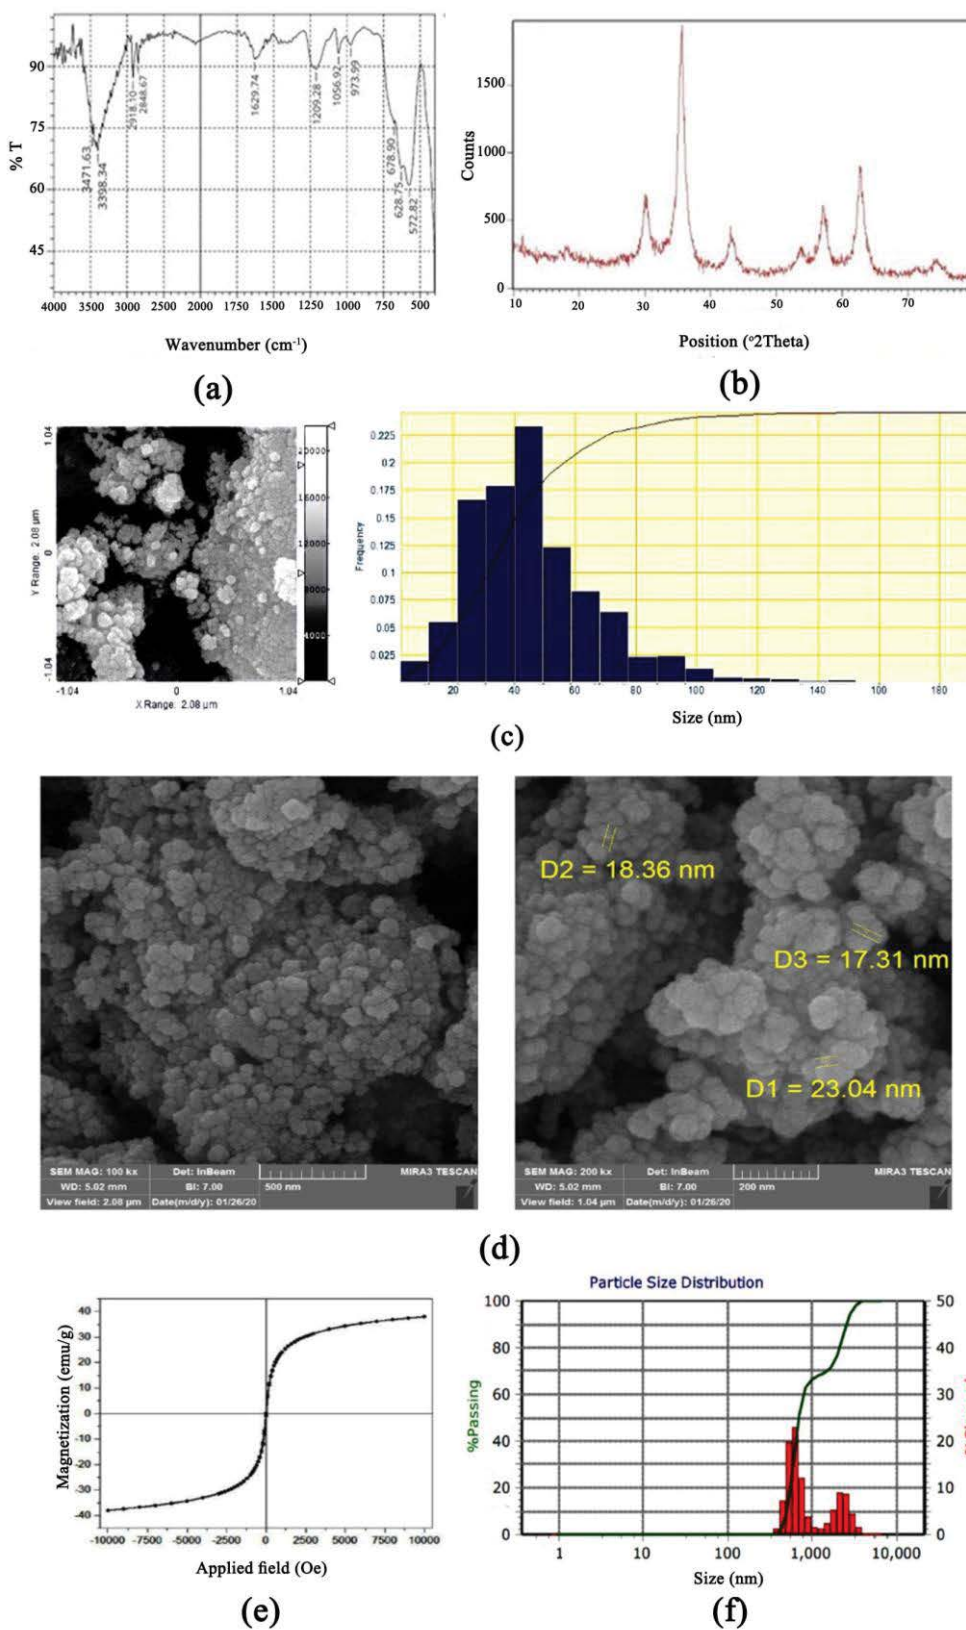 90
75
60
45
% T
3471.63
3398.34
2918.10
2848.67
1629.74
1209.28
1056.92
973.99
678.90
628.75
572.82
4000 3500 3000 2500 2000 1750 1500 1250 1000 750 500
Wavenumber (cm-1)
(a)
1500
1000
500
0
Counts
10 20 30 40 50 60 70
Position (°2Theta)
(b)
1.04
0
-1.04
Y Range: 2.08 µm
-1.04 0 1.04
X Range: 2.08 µm
20000
16000
12000
8000
4000
0.225
0.2
0.175
0.15
0.125
0.1
0.075
0.05
0.025
Frequency
20 40 60 80 100 120 140 160 180
Size (nm)
(c)
SEM MAG: 100 kx Det: InBeam MIRA3 TESCAN
WD: 5.02 mm BI: 7.00 500 nm
View field: 2.08 µm Date(m/d/y): 01/26/20
D2 = 18.36 nm
D3 = 17.31 nm
D1 = 23.04 nm
SEM MAG: 200 kx Det: InBeam MIRA3 TESCAN
WD: 5.02 mm BI: 7.00 200 nm
View field: 1.04 µm Date(m/d/y): 01/26/20
(d)
Magnetization (emu/g)
40
30
20
10
0
-10
-20
-30
-40
-10000 -7500 -5000 -2500 0 2500 5000 7500 10000
Applied field (Oe)
(e)
Particle Size Distribution
%Passing
100
80
60
40
20
0
50
40
30
20
10
0
1 10 100 1,000 10,000
Size (nm)
(f)